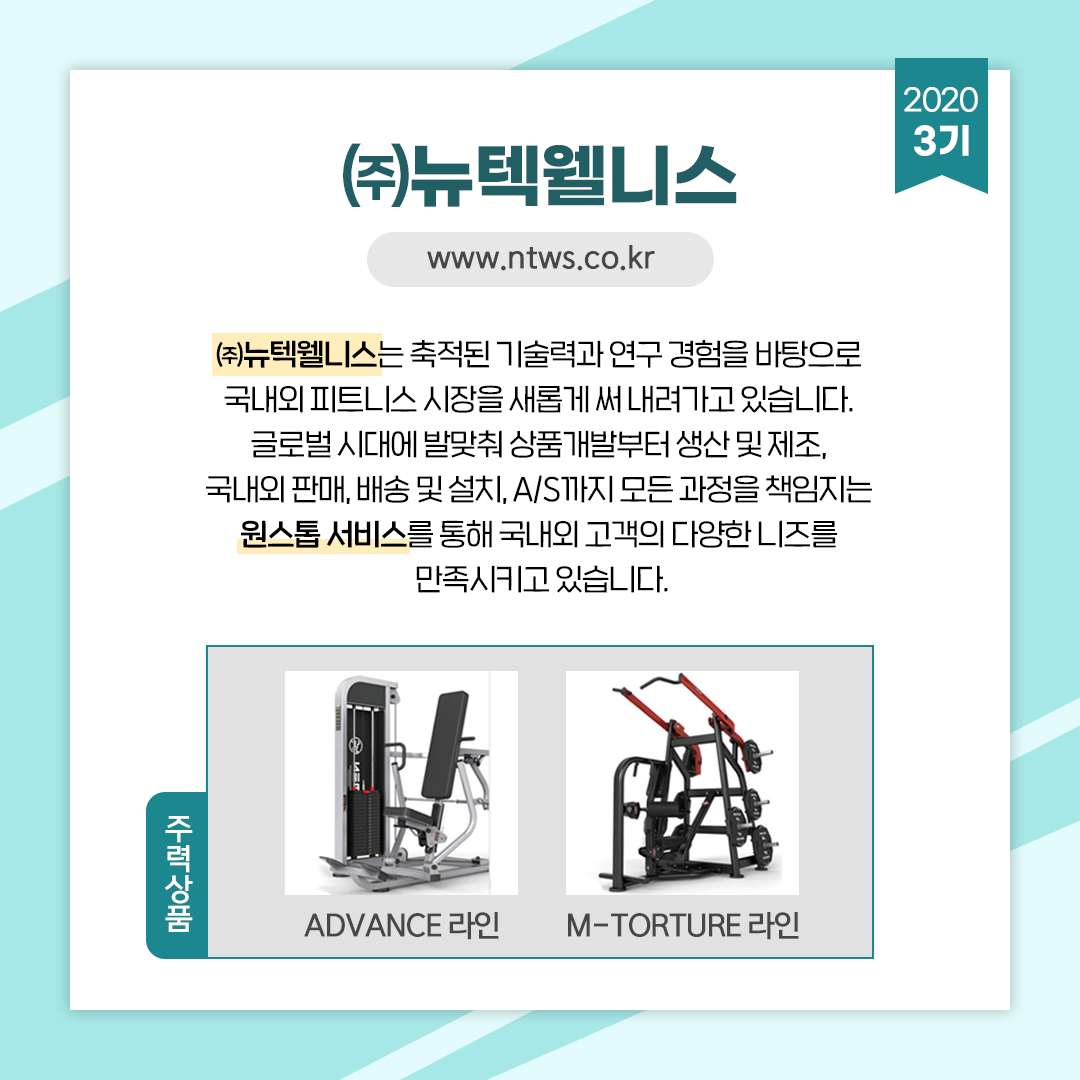 2020
3기
㈜뉴텍웰니스
www.ntws.co.kr
㈜뉴텍웰니스는 축적된 기술력과 연구 경험을 바탕으로
국내외 피트니스 시장을 새롭게 써 내려가고 있습니다.
글로벌 시대에 발맞춰 상품개발부터 생산 및 제조,
국내외 판매, 배송 및 설치, A/S까지 모든 과정을 책임지는
원스톱 서비스를 통해 국내외 고객의 다양한 니즈를
만족시키고 있습니다.
주력상품
ADVANCE 라인
M-TORTURE 라인